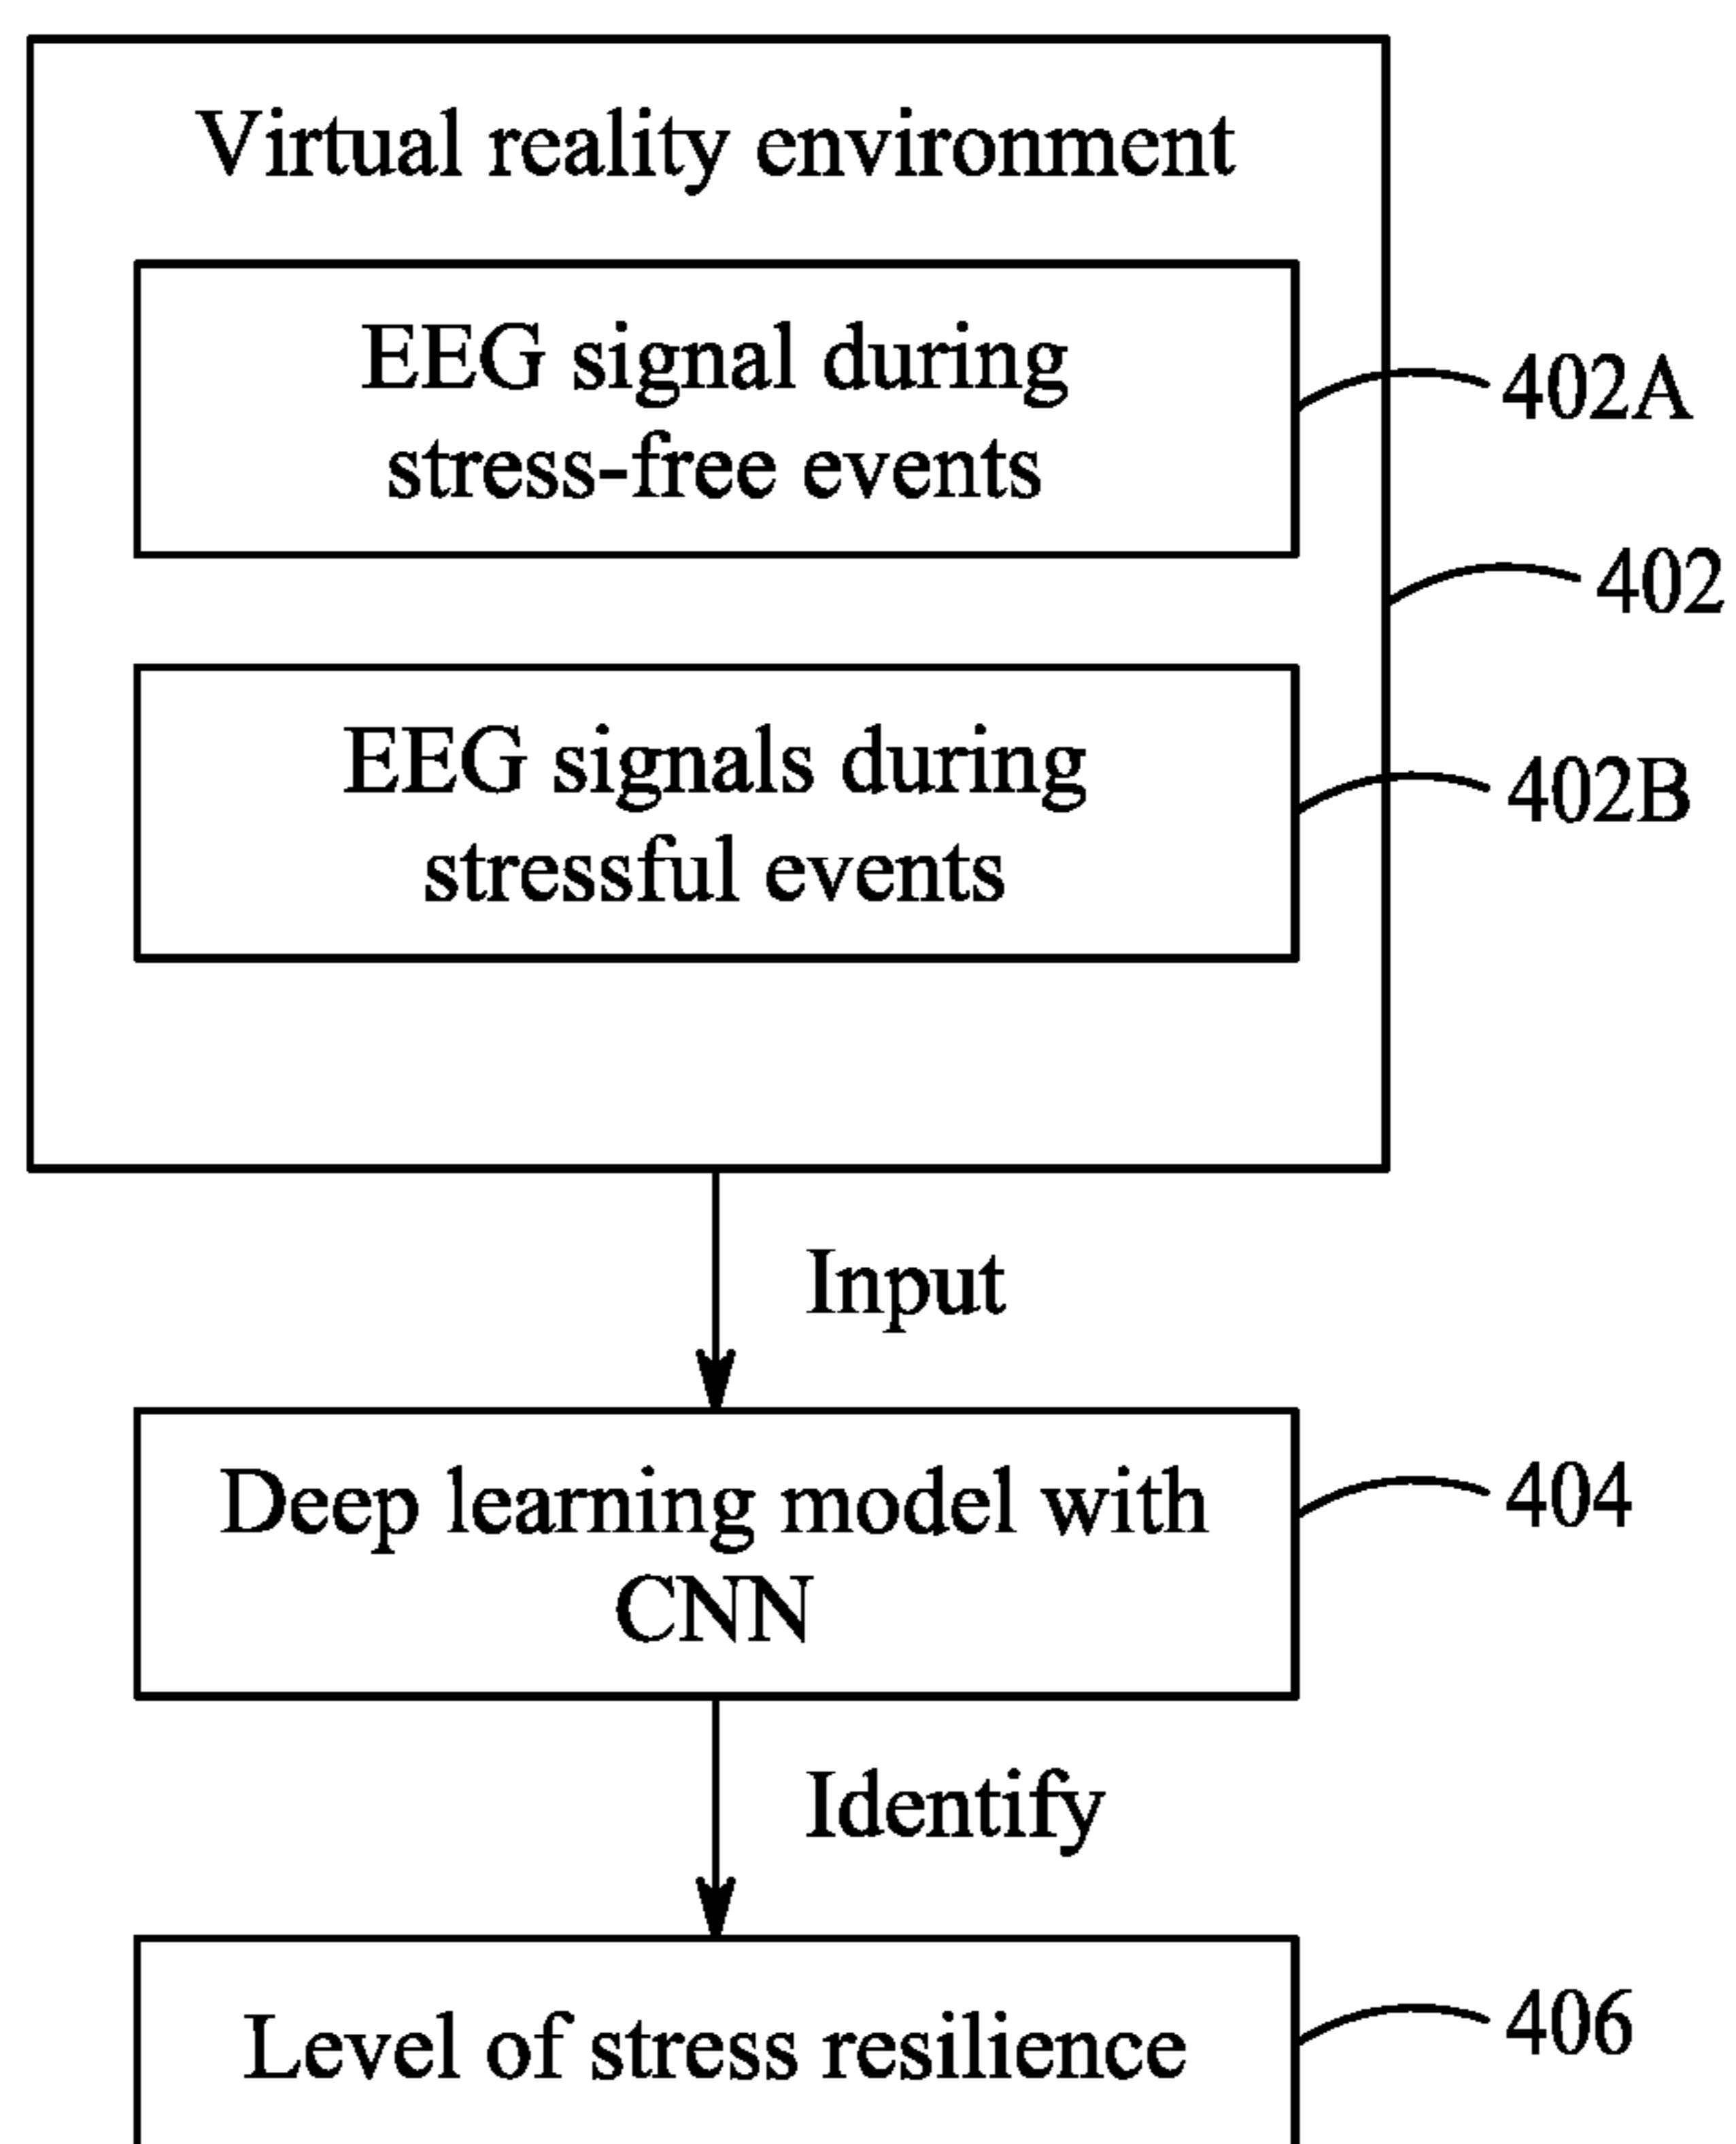 Virtual reality environment
EEG signal during
stress-free events
402A
402
EEG signals during
stressful events
402B
Input
Deep learning model with
CNN
404
Identify
Level of stress resilience
406